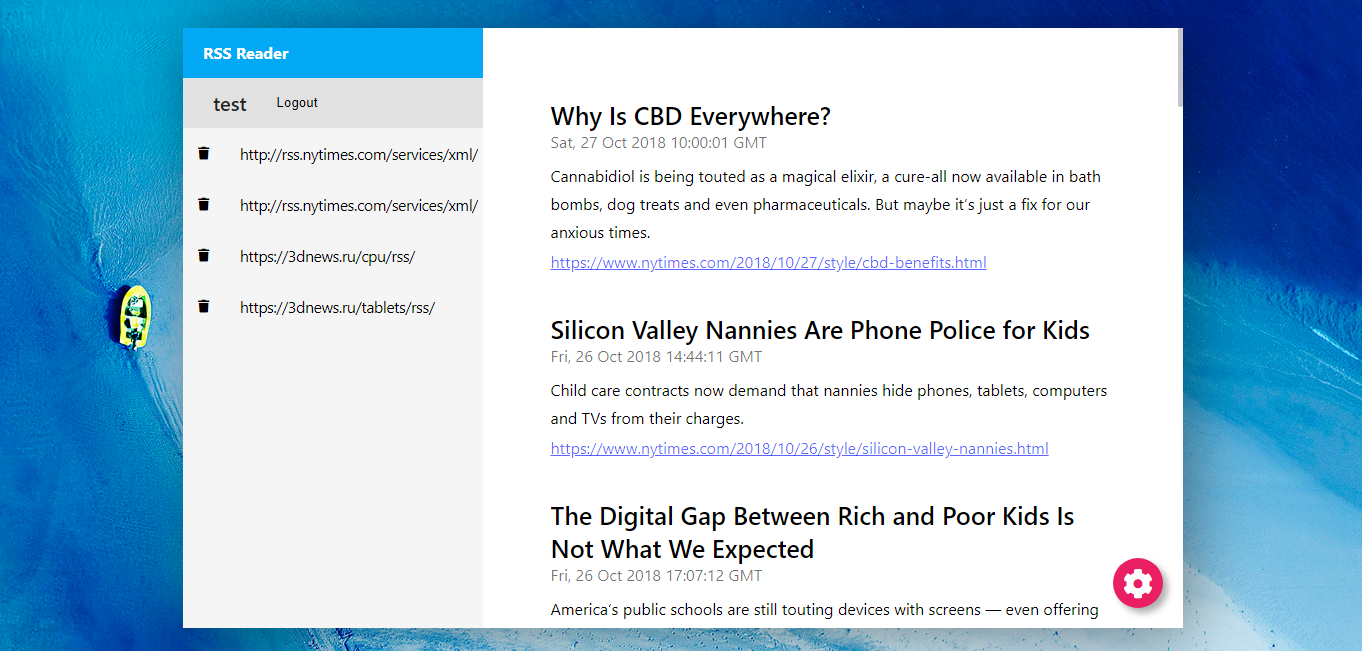 RSS Reader
test Logout
http://rss.nytimes.com/services/xml/
http://rss.nytimes.com/services/xml/
https://3dnews.ru/cpu/rss/
https://3dnews.ru/tablets/rss/
Why Is CBD Everywhere?
Sat, 27 Oct 2018 10:00:01 GMT
Cannabidiol is being touted as a magical elixir, a cure-all now available in bath
bombs, dog treats and even pharmaceuticals. But maybe it’s just a fix for our
anxious times.
https://www.nytimes.com/2018/10/27/style/cbd-benefits.html
Silicon Valley Nannies Are Phone Police for Kids
Fri, 26 Oct 2018 14:44:11 GMT
Child care contracts now demand that nannies hide phones, tablets, computers
and TVs from their charges.
https://www.nytimes.com/2018/10/26/style/silicon-valley-nannies.html
The Digital Gap Between Rich and Poor Kids Is
Not What We Expected
Fri, 26 Oct 2018 17:07:12 GMT
America’s public schools are still touting devices with screens — even offering